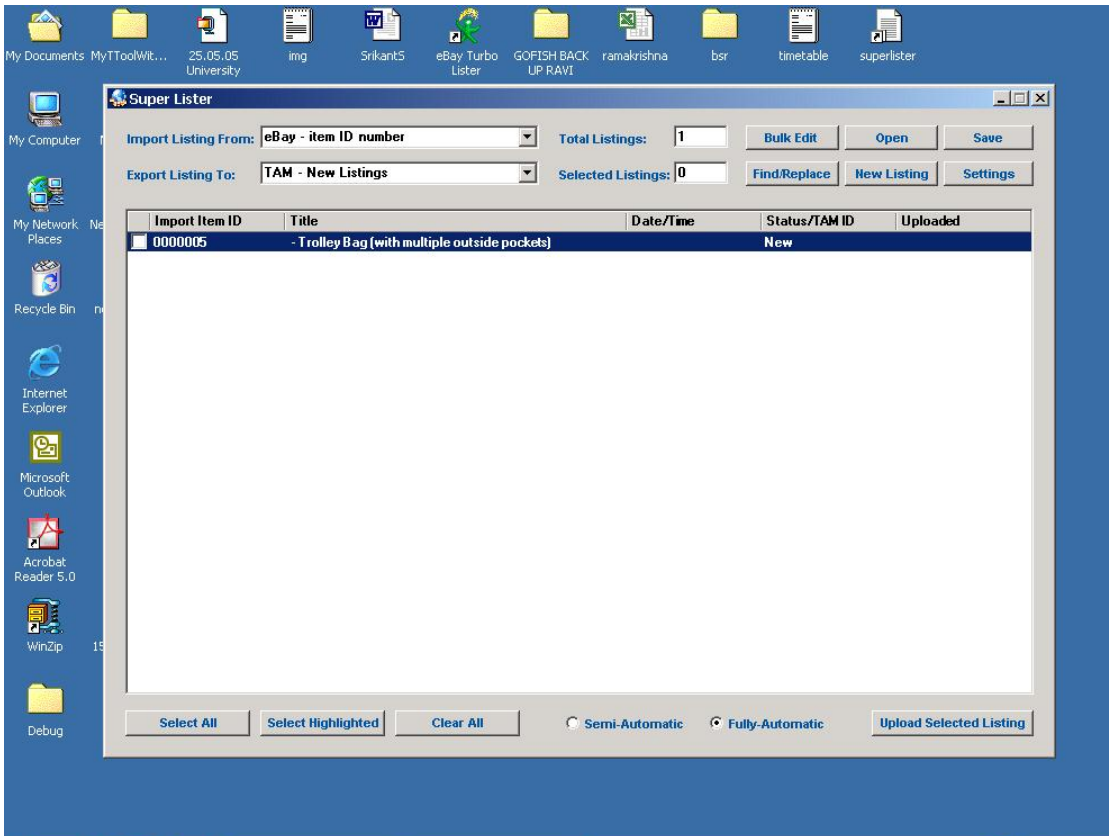 My Documents
MyTToolWit...
25.05.05
University
img
SrikantS
eBay Turbo
Lister
GOFISH BACK
UP RAVI
ramakrishna
bsr
timetable
superlister
My Computer
My Network
Places
Ne
Recycle Bin
Internet
Explorer
Microsoft
Outlook
Acrobat
Reader 5.0
WinZip
15
Debug
Super Lister
Import Listing From: eBay - item ID number Total Listings: 1 Bulk Edit Open Save
Export Listing To: TAM - New Listings Selected Listings: 0 Find/Replace New Listing Settings
Import Item ID Title Date/Time Status/TAM ID Uploaded
0000005 - Trolley Bag (with multiple outside pockets) New
Select All Select Highlighted Clear All Semi-Automatic Fully-Automatic Upload Selected Listing